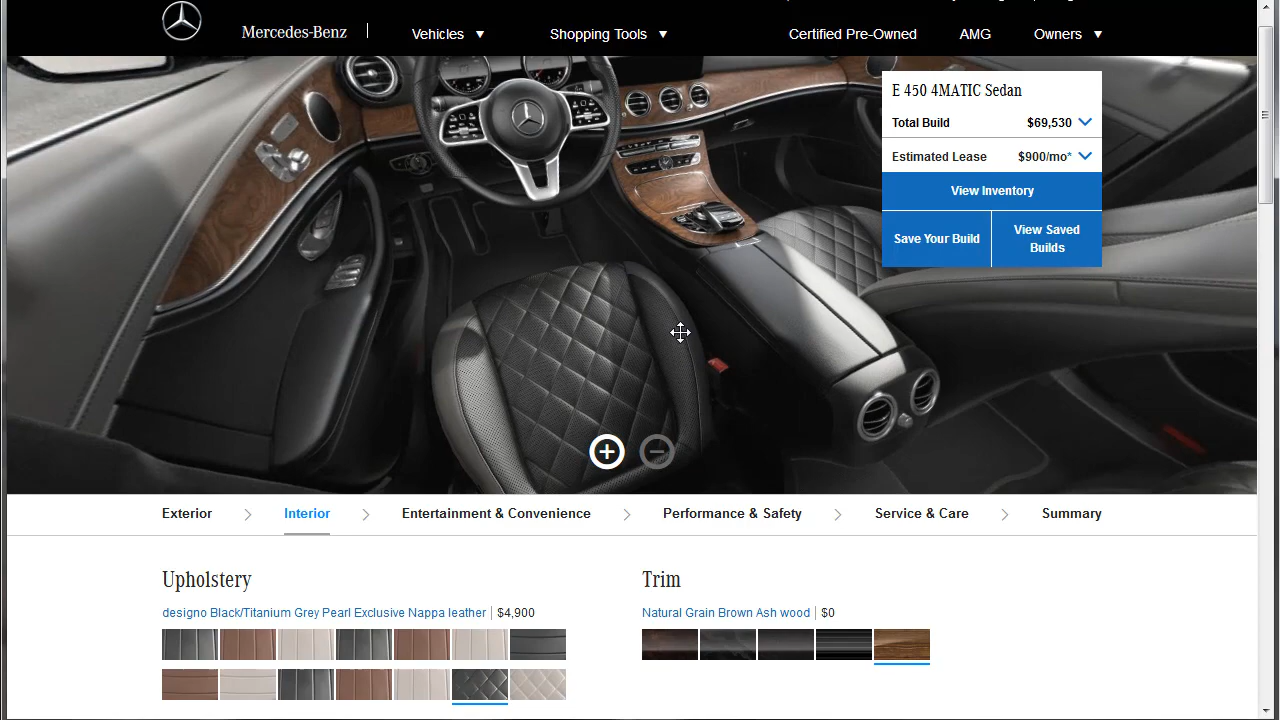 Mercedes-Benz
Vehicles ▼
Shopping Tools ▼
Certified Pre-Owned
AMG
Owners ▼
E 450 4MATIC Sedan
Total Build $69,530
Estimated Lease $900/mo*
View Inventory
Save Your Build
View Saved
Builds
Exterior
Interior
Entertainment & Convenience
Performance & Safety
Service & Care
Summary
Upholstery
designo Black/Titanium Grey Pearl Exclusive Nappa leather | $4,900
Trim
Natural Grain Brown Ash wood | $0